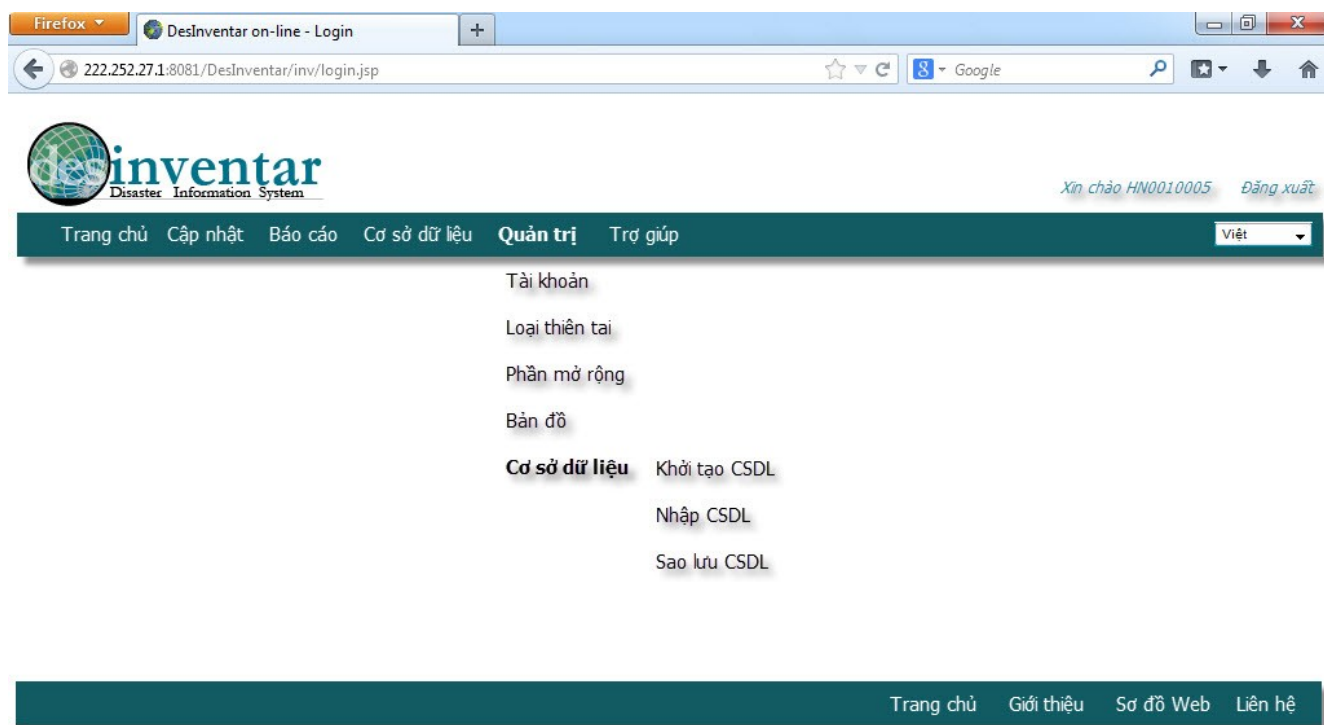 Firefox
DesInventar on-line - Login
222.252.27.1:8081/DesInventar/inv/login.jsp
Google
desinventar
Disaster Information System
Xin chào HN0010005 Đăng xuất
Trang chủ Cập nhật Báo cáo Cơ sở dữ liệu Quản trị Trợ giúp Việt
Tài khoản
Loại thiên tai
Phần mở rộng
Bản đồ
Cơ sở dữ liệu Khởi tạo CSDL
Nhập CSDL
Sao lưu CSDL
Trang chủ Giới thiệu Sơ đồ Web Liên hệ